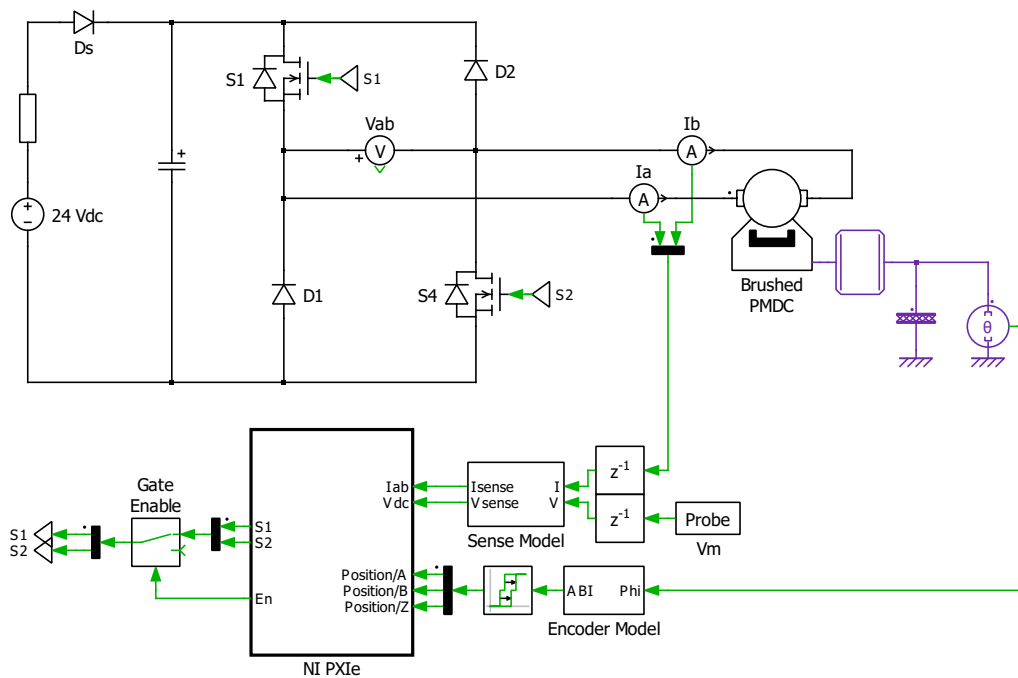 Ds
S1
S1
D2
Vab
+
V
Ib
A
Ia
A
+
24 Vdc
+
−
D1
S4
S2
Brushed
PMDC
θ
Gate
Enable
S1
S2
S1
S2
En
Iab
Vdc
Position/A
Position/B
Position/Z
NI PXIe
Isense
Vsense
I
V
Sense Model
z⁻¹
z⁻¹
Probe
Vm
ABI
Phi
Encoder Model